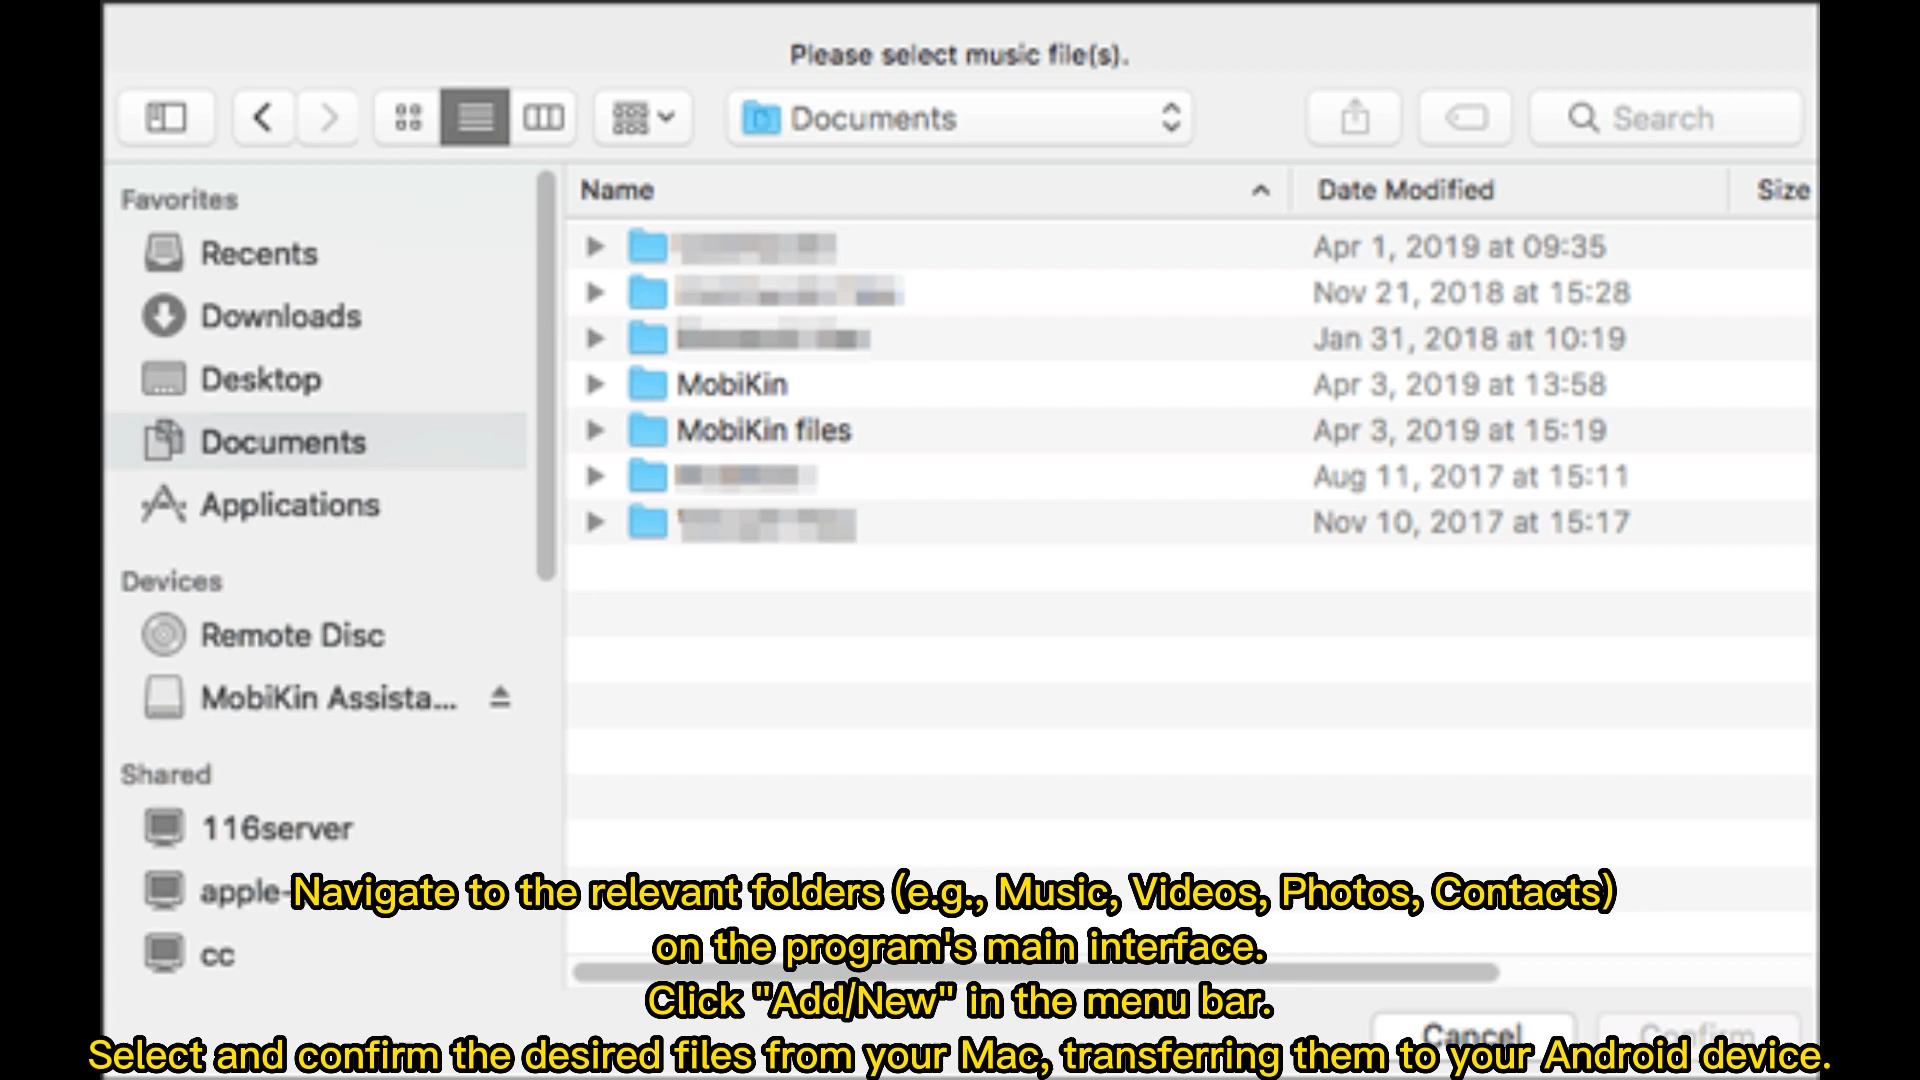 Please select music file(s).
Documents
Search
Name
Date Modified
Size
Favorites
Recents
Downloads
Desktop
Documents
Applications
Devices
Remote Disc
MobiKin Assista...
Shared
116server
apple-
cc
Apr 1, 2019 at 09:35
Nov 21, 2018 at 15:28
Jan 31, 2018 at 10:19
MobiKin Apr 3, 2019 at 13:58
MobiKin files Apr 3, 2019 at 15:19
Aug 11, 2017 at 15:11
Nov 10, 2017 at 15:17
Cancel
Confirm
Navigate to the relevant folders (e.g., Music, Videos, Photos, Contacts)
on the program's main interface.
Click "Add/New" in the menu bar.
Select and confirm the desired files from your Mac, transferring them to your Android device.